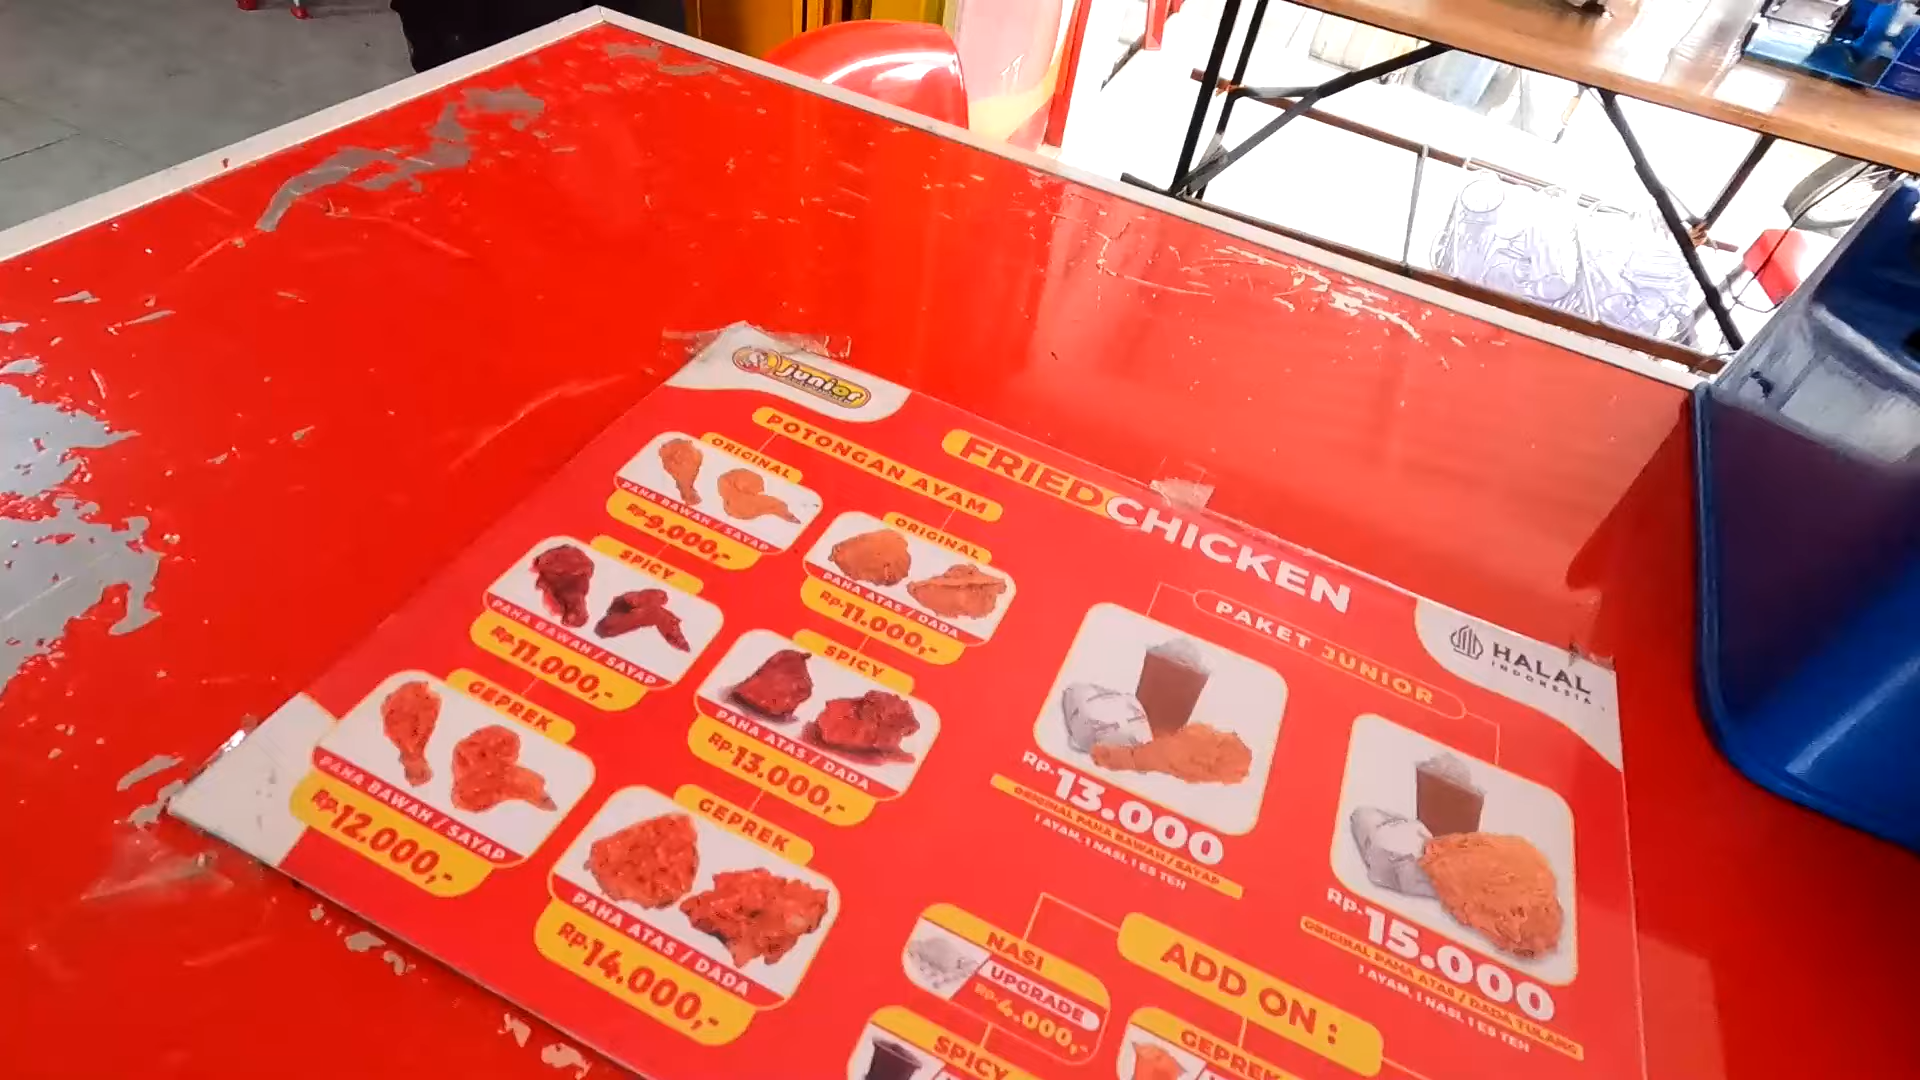 Junior
FRIED CHICKEN
POTONGAN AYAM
ORIGINAL
PAHA BAWAH / SAYAP
Rp.9.000,-
ORIGINAL
PAHA ATAS / DADA
Rp.11.000,-
SPICY
PAHA BAWAH / SAYAP
Rp.11.000,-
SPICY
PAHA ATAS / DADA
Rp.13.000,-
GEPREK
PAHA BAWAH / SAYAP
Rp.12.000,-
GEPREK
PAHA ATAS / DADA
Rp.14.000,-
PAKET JUNIOR
RP.13.000
ORIGINAL PAHA BAWAH / SAYAP
1 AYAM, 1 NASI, 1 ES TEH
RP.15.000
ORIGINAL PAHA ATAS / DADA TULANG
1 AYAM, 1 NASI, 1 ES TEH
HALAL
INDONESIA
ADD ON :
NASI
UPGRADE
Rp.4.000,-
SPICY
GEPREK